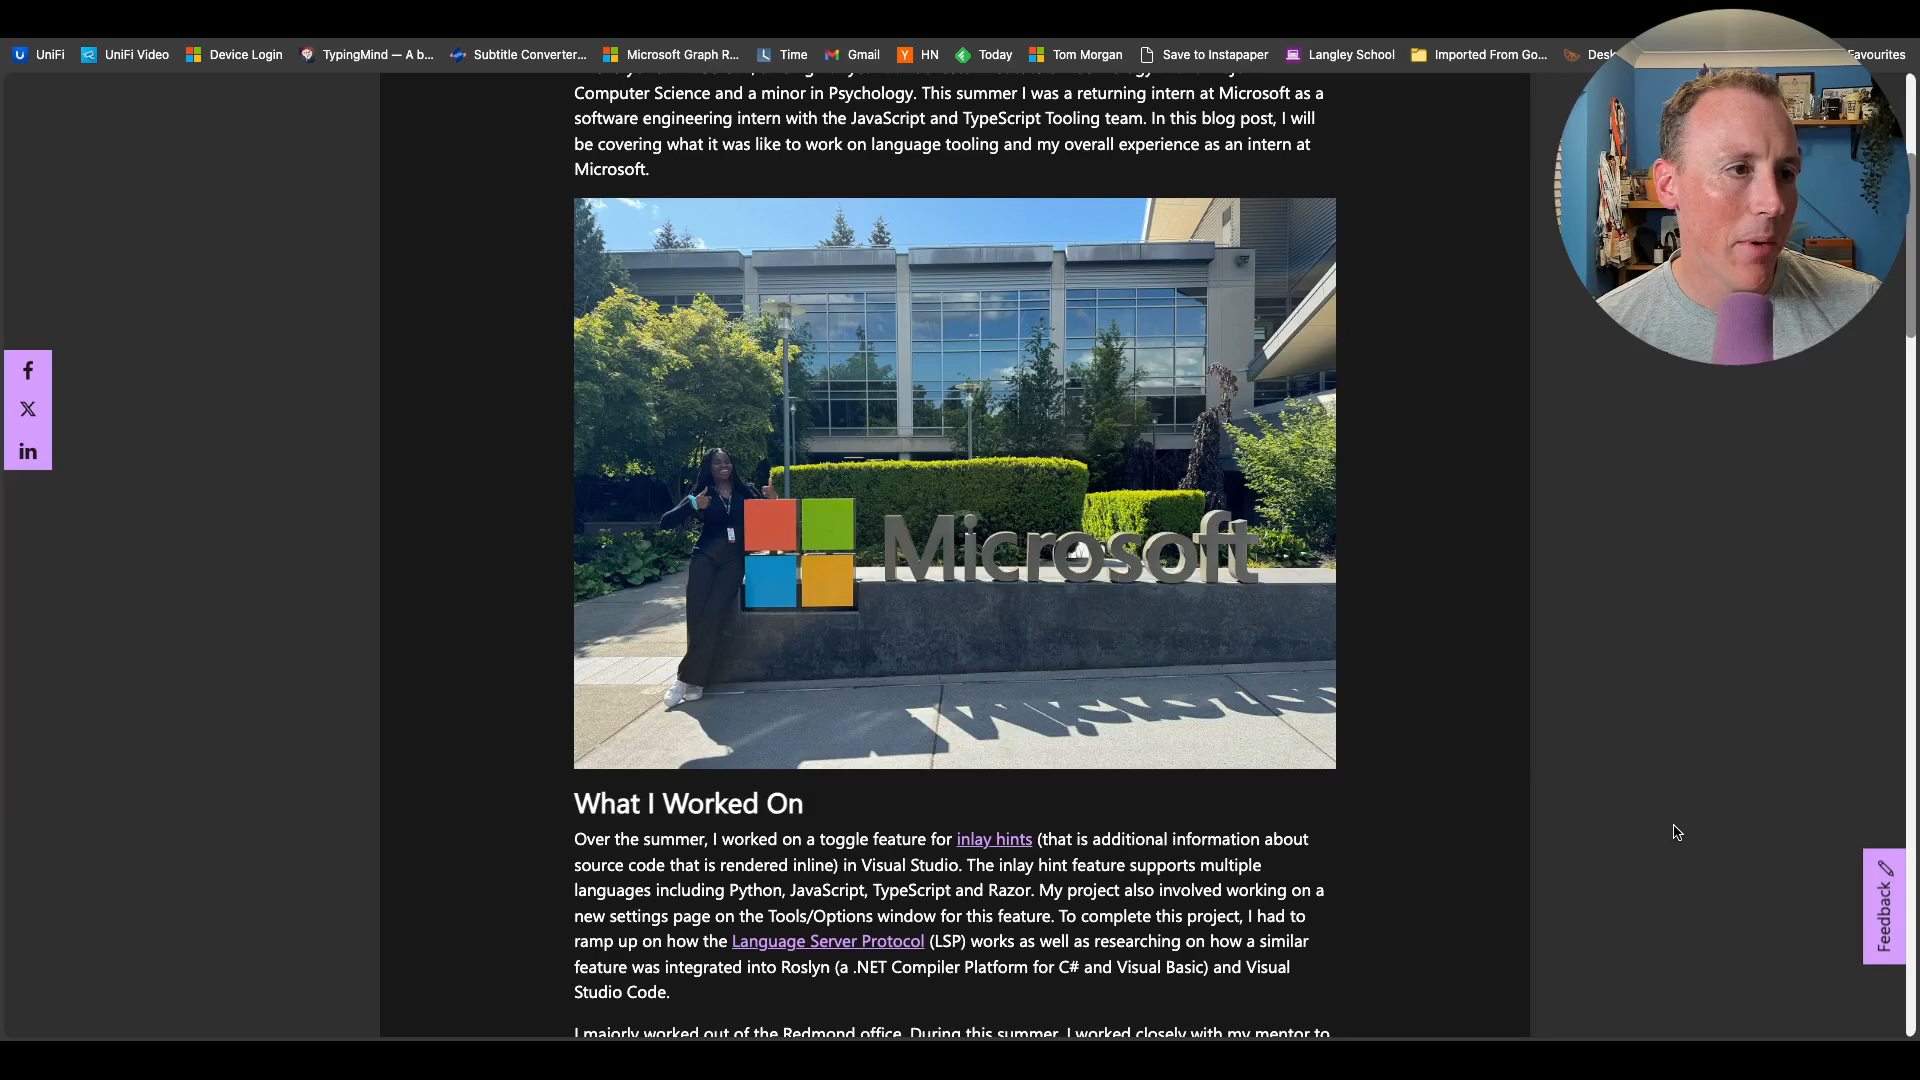 UniFi
UniFi Video
Device Login
TypingMind — A b...
Subtitle Converter...
Microsoft Graph R...
Time
Gmail
HN
Today
Tom Morgan
Save to Instapaper
Langley School
Imported From Go...
Favourites
Computer Science and a minor in Psychology. This summer I was a returning intern at Microsoft as a
software engineering intern with the JavaScript and TypeScript Tooling team. In this blog post, I will
be covering what it was like to work on language tooling and my overall experience as an intern at
Microsoft.
Microsoft
What I Worked On
Over the summer, I worked on a toggle feature for inlay hints (that is additional information about
source code that is rendered inline) in Visual Studio. The inlay hint feature supports multiple
languages including Python, JavaScript, TypeScript and Razor. My project also involved working on a
new settings page on the Tools/Options window for this feature. To complete this project, I had to
ramp up on how the Language Server Protocol (LSP) works as well as researching on how a similar
feature was integrated into Roslyn (a .NET Compiler Platform for C# and Visual Basic) and Visual
Studio Code.
I majorly worked out of the Redmond office. During this summer, I worked closely with my mentor to
Feedback